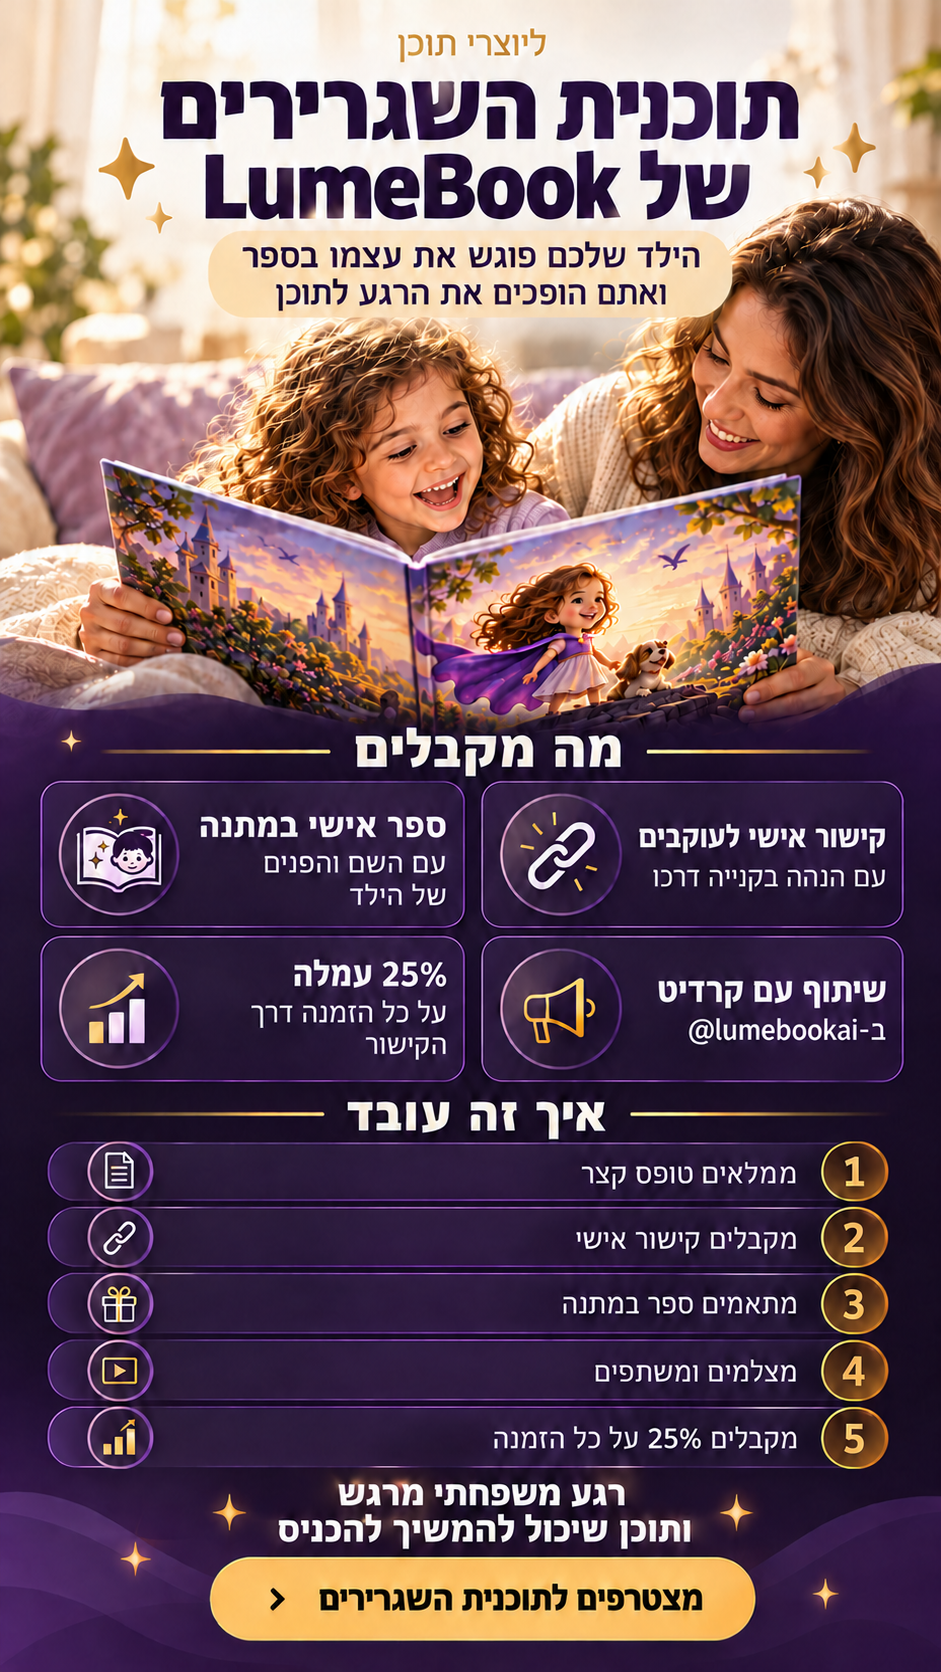 ליוצרי תוכן
תוכנית השגרירים
של LumeBook
הילד שלכם פוגש את עצמו בספר
ואתם הופכים את הרגע לתוכן
מה מקבלים
קישור אישי לעוקבים
עם הנהה בקנייה דרכו
ספר אישי במתנה
עם השם והפנים
של הילד
שיתוף עם קרדיט
ב-@lumebookai
25% עמלה
על כל הזמנה דרך
הקישור
איך זה עובד
1 ממלאים טופס קצר
2 מקבלים קישור אישי
3 מתאמים ספר במתנה
4 מצלמים ומשתפים
5 מקבלים 25% על כל הזמנה
רגע משפחתי מרגש
ותוכן שיכול להמשיך להכניס
מצטרפים לתוכנית השגרירים